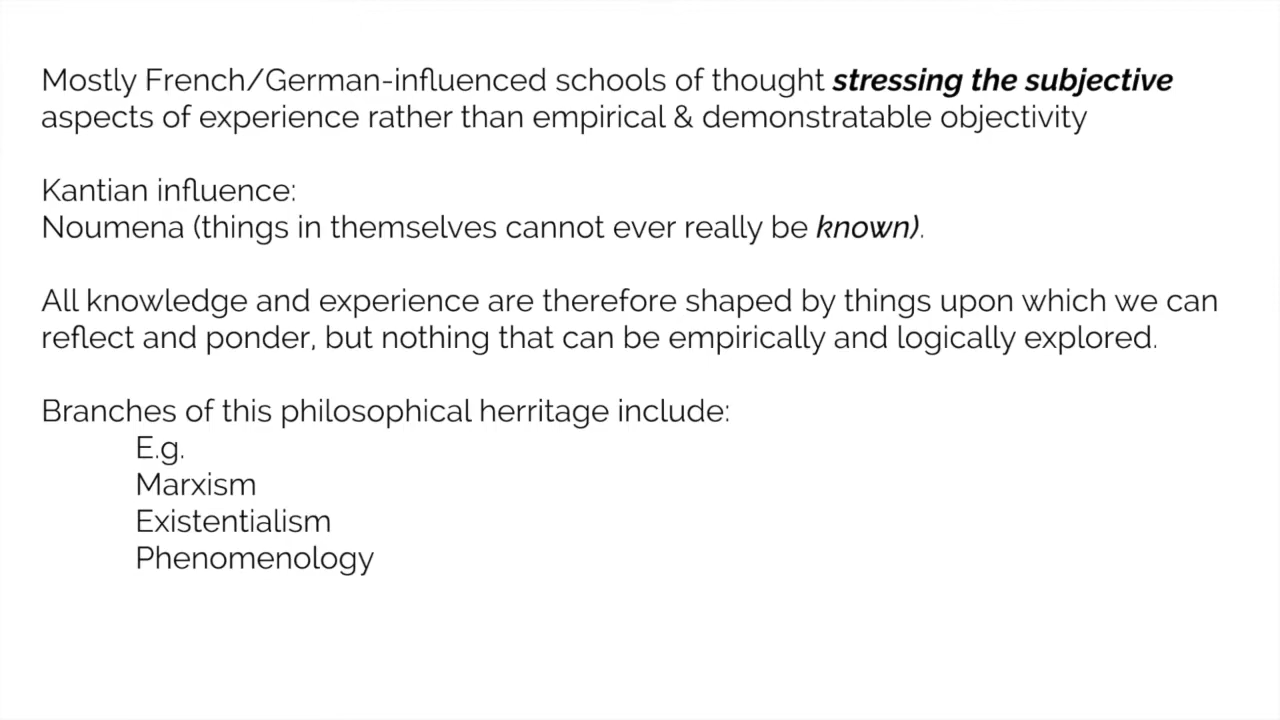 Mostly French/German-influenced schools of thought stressing the subjective
aspects of experience rather than empirical & demonstratable objectivity
Kantian influence:
Noumena (things in themselves cannot ever really be known).
All knowledge and experience are therefore shaped by things upon which we can
reflect and ponder, but nothing that can be empirically and logically explored.
Branches of this philosophical herritage include:
E.g.
Marxism
Existentialism
Phenomenology